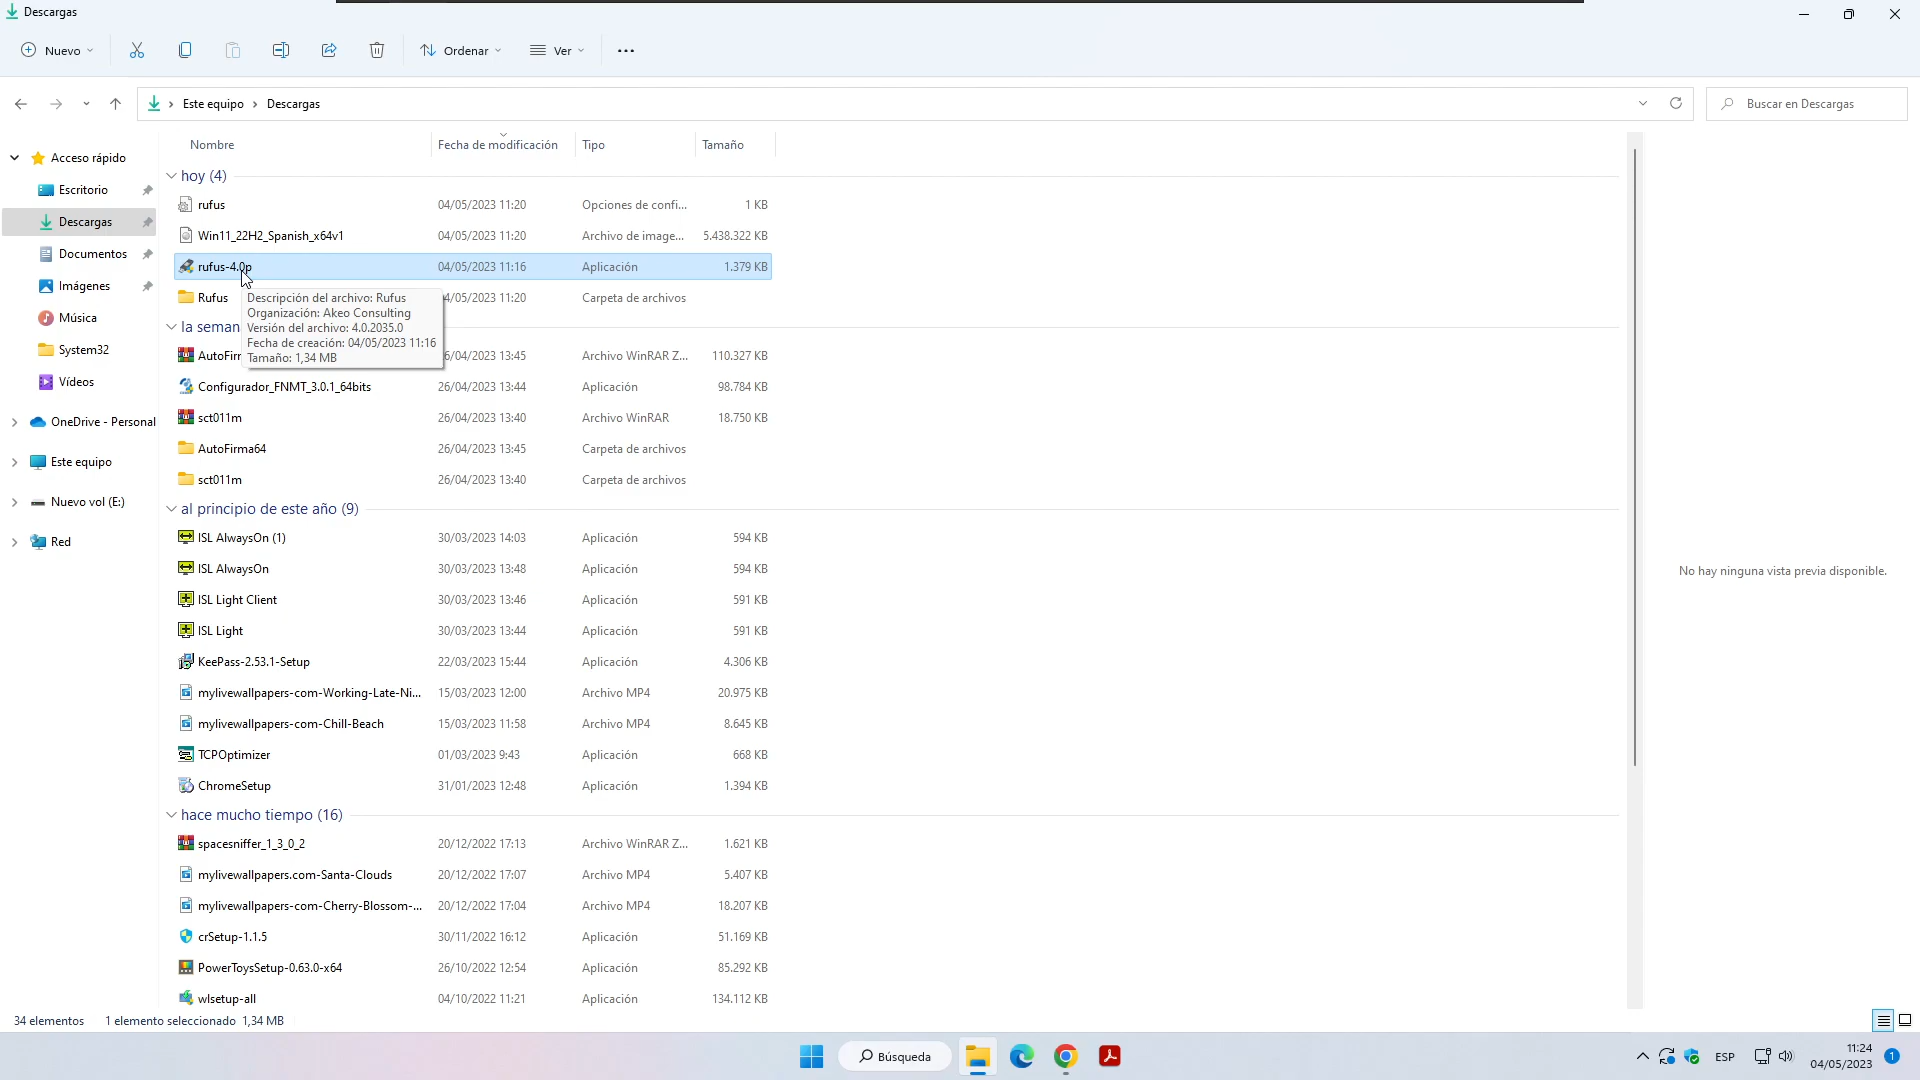 Descargas
Nuevo
Ordenar
Ver
Este equipo
Descargas
Buscar en Descargas
Nombre
Fecha de modificación
Tipo
Tamaño
Acceso rápido
Escritorio
Descargas
Documentos
Imágenes
Música
System32
Vídeos
OneDrive - Personal
Este equipo
Nuevo vol (E:)
Red
hoy (4)
rufus 04/05/2023 11:20 Opciones de confi... 1 KB
Win11_22H2_Spanish_x64v1 04/05/2023 11:20 Archivo de image... 5.438.322 KB
rufus-4.0p 04/05/2023 11:16 Aplicación 1.379 KB
Rufus 4/05/2023 11:20 Carpeta de archivos
Descripción del archivo: Rufus
Organización: Akeo Consulting
Versión del archivo: 4.0.2035.0
Fecha de creación: 04/05/2023 11:16
Tamaño: 1,34 MB
la seman
AutoFir 6/04/2023 13:45 Archivo WinRAR Z... 110.327 KB
Configurador_FNMT_3.0.1_64bits 26/04/2023 13:44 Aplicación 98.784 KB
sct011m 26/04/2023 13:40 Archivo WinRAR 18.750 KB
AutoFirma64 26/04/2023 13:45 Carpeta de archivos
sct011m 26/04/2023 13:40 Carpeta de archivos
al principio de este año (9)
ISL AlwaysOn (1) 30/03/2023 14:03 Aplicación 594 KB
ISL AlwaysOn 30/03/2023 13:48 Aplicación 594 KB
ISL Light Client 30/03/2023 13:46 Aplicación 591 KB
ISL Light 30/03/2023 13:44 Aplicación 591 KB
KeePass-2.53.1-Setup 22/03/2023 15:44 Aplicación 4.306 KB
mylivewallpapers-com-Working-Late-Ni... 15/03/2023 12:00 Archivo MP4 20.975 KB
mylivewallpapers-com-Chill-Beach 15/03/2023 11:58 Archivo MP4 8.645 KB
TCPOptimizer 01/03/2023 9:43 Aplicación 668 KB
ChromeSetup 31/01/2023 12:48 Aplicación 1.394 KB
hace mucho tiempo (16)
spacesniffer_1_3_0_2 20/12/2022 17:13 Archivo WinRAR Z... 1.621 KB
mylivewallpapers.com-Santa-Clouds 20/12/2022 17:07 Archivo MP4 5.407 KB
mylivewallpapers-com-Cherry-Blossom-... 20/12/2022 17:04 Archivo MP4 18.207 KB
crSetup-1.1.5 30/11/2022 16:12 Aplicación 51.169 KB
PowerToysSetup-0.63.0-x64 26/10/2022 12:54 Aplicación 85.292 KB
wlsetup-all 04/10/2022 11:21 Aplicación 134.112 KB
No hay ninguna vista previa disponible.
34 elementos 1 elemento seleccionado 1,34 MB
Búsqueda
ESP
11:24
04/05/2023
1